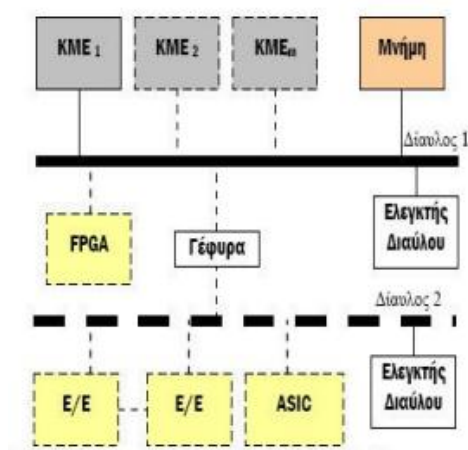 ΚΜΕ 1
ΚΜΕ 2
ΚΜΕm
Μνήμη
Δίαυλος 1
FPGA
Γέφυρα
Ελεγκτής
Διαύλου
Δίαυλος 2
Ε/Ε
Ε/Ε
ASIC
Ελεγκτής
Διαύλου